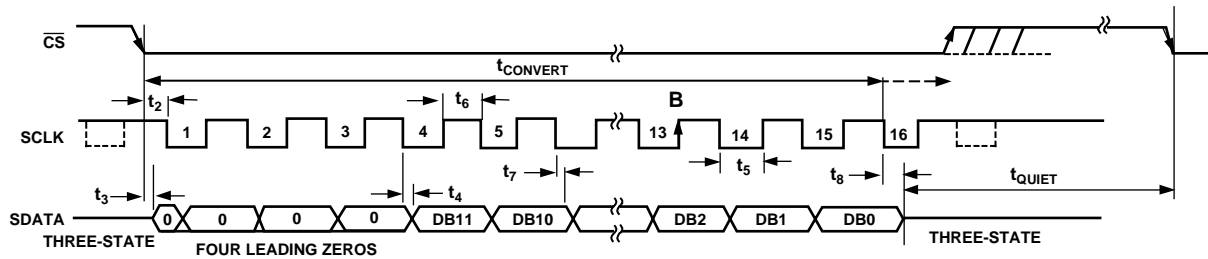 CS
tCONVERT
t2
t6
B
SCLK
1 2 3 4 5 13 14 15 16
t7
t5
t3
t4
t8
tQUIET
SDATA
0 0 0 0 DB11 DB10 DB2 DB1 DB0
THREE-STATE
FOUR LEADING ZEROS
THREE-STATE